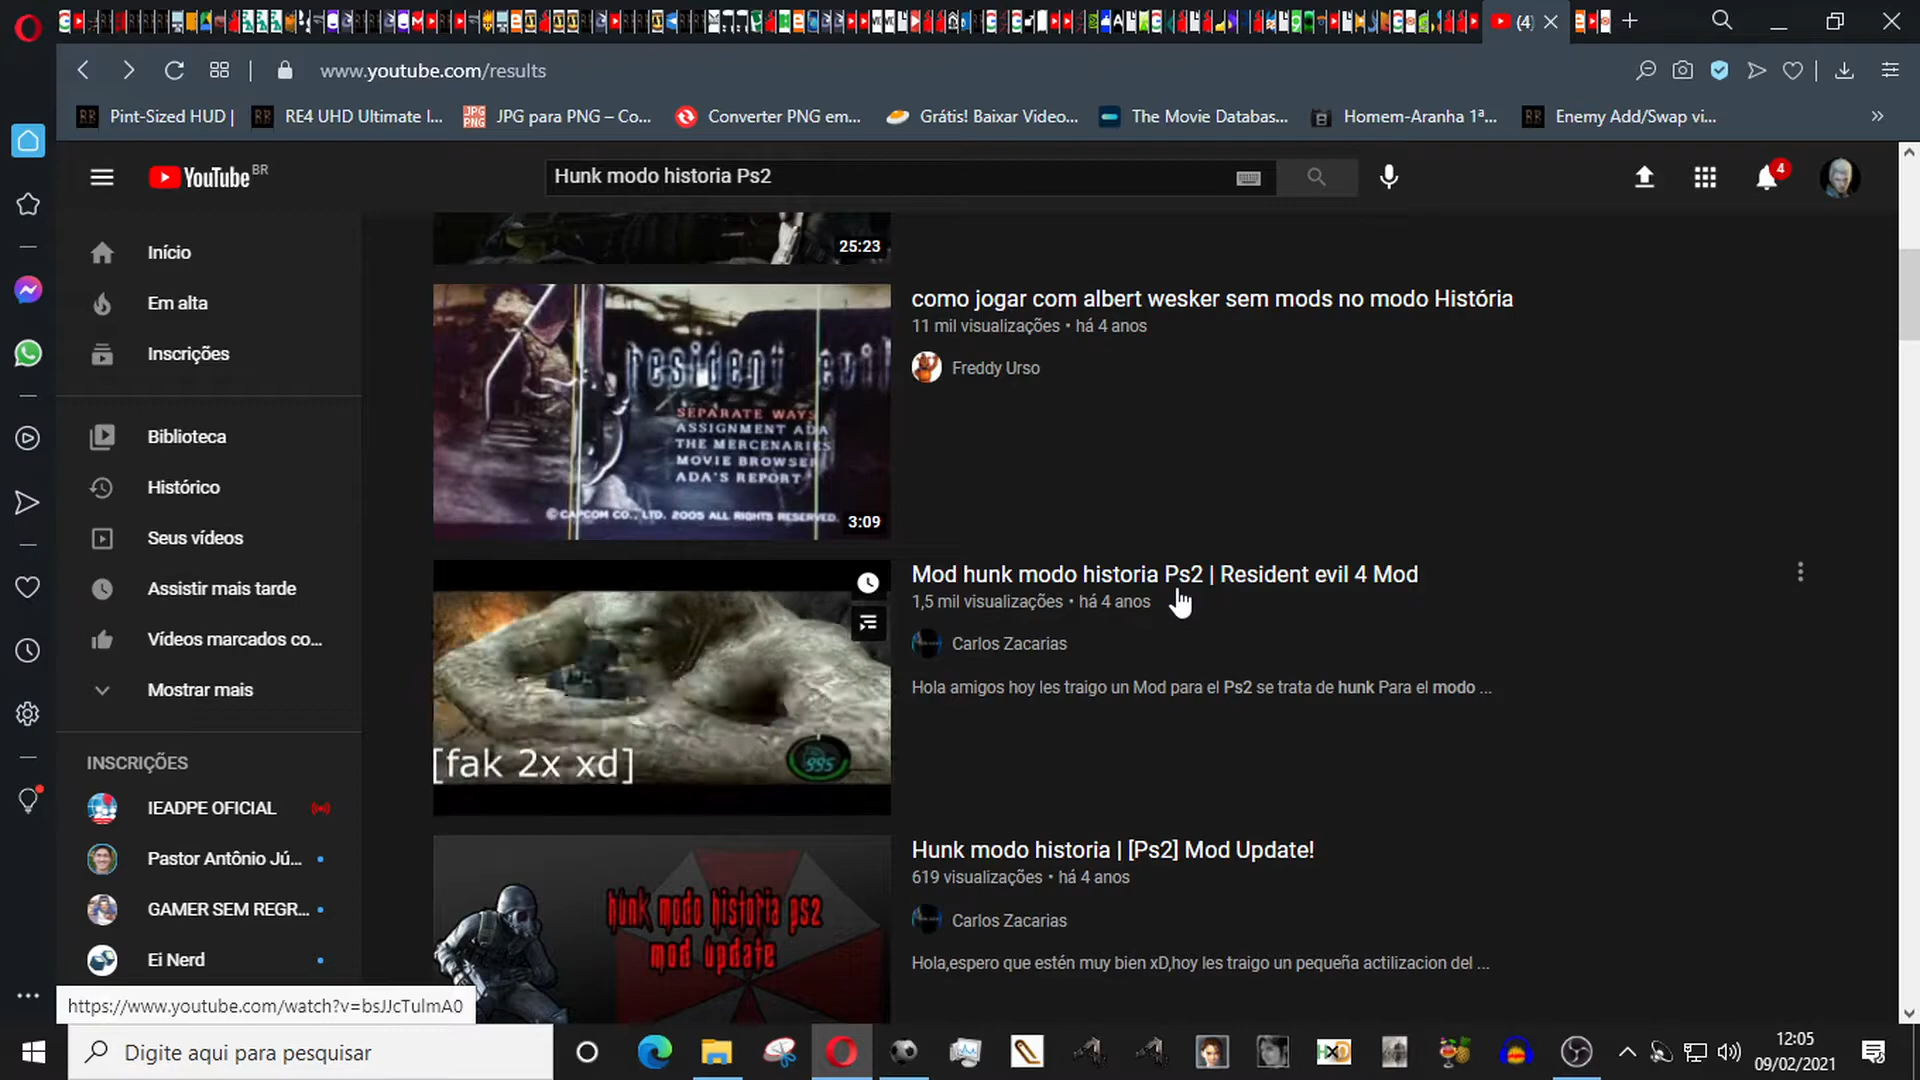 (4)
www.youtube.com/results
Pint-Sized HUD |
RE4 UHD Ultimate I...
JPG para PNG – Co...
Converter PNG em...
Grátis! Baixar Video...
The Movie Databas...
Homem-Aranha 1ª...
Enemy Add/Swap vi...
YouTube BR
Hunk modo historia Ps2
4
Início
Em alta
Inscrições
Biblioteca
Histórico
Seus vídeos
Assistir mais tarde
Vídeos marcados co...
Mostrar mais
INSCRIÇÕES
IEADPE OFICIAL
Pastor Antônio Jú...
GAMER SEM REGR...
Ei Nerd
25:23
resident evil
SEPARATE WAYS
ASSIGNMENT ADA
THE MERCENARIES
MOVIE BROWSER
ADA'S REPORT
©CAPCOM CO., LTD. 2005 ALL RIGHTS RESERVED.
3:09
como jogar com albert wesker sem mods no modo História
11 mil visualizações • há 4 anos
Freddy Urso
[fak 2x xd]
995
Mod hunk modo historia Ps2 | Resident evil 4 Mod
1,5 mil visualizações • há 4 anos
Carlos Zacarias
Hola amigos hoy les traigo un Mod para el Ps2 se trata de hunk Para el modo ...
hunk modo historia ps2
mod update
Hunk modo historia | [Ps2] Mod Update!
619 visualizações • há 4 anos
Carlos Zacarias
Hola,espero que estén muy bien xD,hoy les traigo un pequeña actilizacion del ...
https://www.youtube.com/watch?v=bsJJcTulmA0
Digite aqui para pesquisar
HXD
12:05
09/02/2021